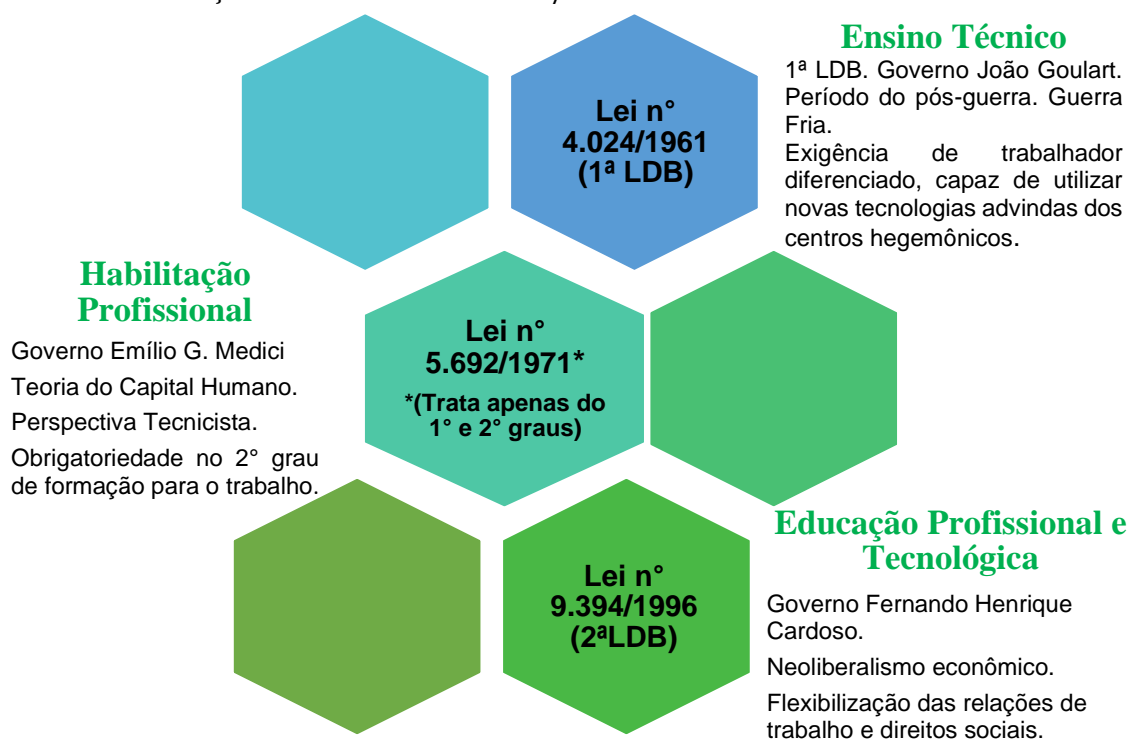 Ensino Técnico
1ª LDB. Governo João Goulart.
Período do pós-guerra. Guerra
Fria.
Exigência de trabalhador
diferenciado, capaz de utilizar
novas tecnologias advindas dos
centros hegemônicos.
Lei n°
4.024/1961
(1ª LDB)
Habilitação
Profissional
Governo Emílio G. Medici
Teoria do Capital Humano.
Perspectiva Tecnicista.
Obrigatoriedade no 2° grau
de formação para o trabalho.
Lei n°
5.692/1971*
*(Trata apenas do
1° e 2° graus)
Educação Profissional e
Tecnológica
Governo Fernando Henrique
Cardoso.
Neoliberalismo econômico.
Flexibilização das relações de
trabalho e direitos sociais.
Lei n°
9.394/1996
(2ªLDB)